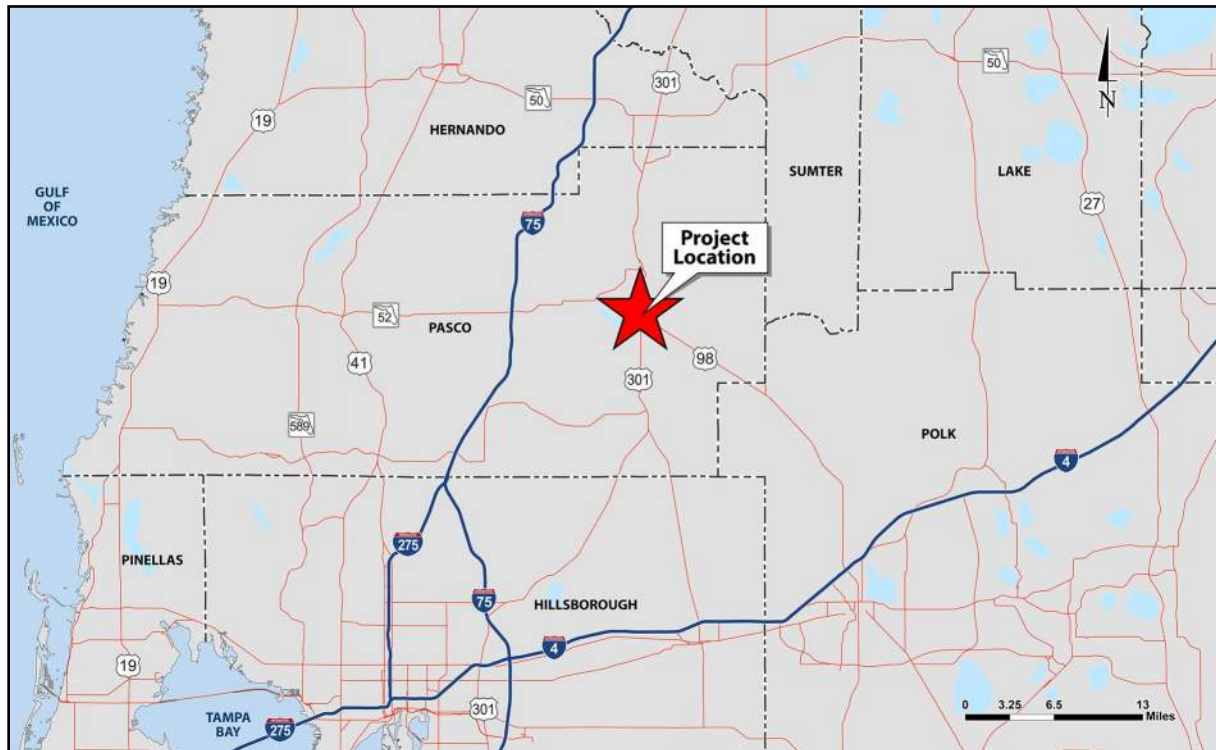 50
301
50
N
19
HERNANDO
SUMTER
LAKE
GULF
OF
MEXICO
27
75
Project
Location
19
52
PASCO
41
98
301
589
POLK
4
275
PINELLAS
75
HILLSBOROUGH
4
19
301
TAMPA
BAY
275
0 3.25 6.5 13
Miles